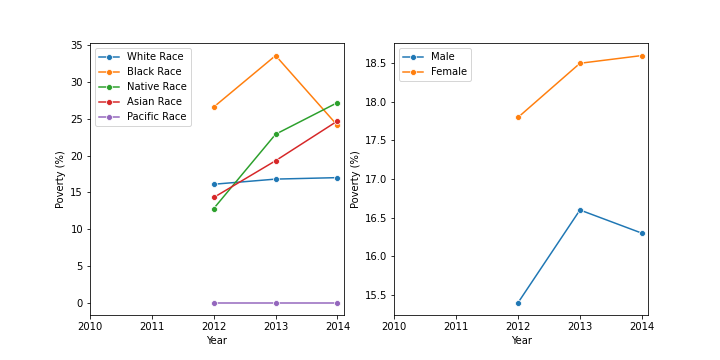 35
30
25
20
15
10
5
0
Poverty (%)
White Race
Black Race
Native Race
Asian Race
Pacific Race
2010 2011 2012 2013 2014
Year
18.5
18.0
17.5
17.0
16.5
16.0
15.5
Poverty (%)
Male
Female
2010 2011 2012 2013 2014
Year